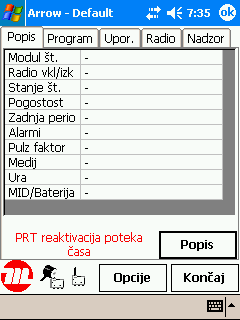 Arrow - Default 7:35 ok
Popis Program Upor. Radio Nadzor
Modul št. -
Radio vkl/izk -
Stanje št. -
Pogostost -
Zadnja perio -
Alarmi -
Pulz faktor -
Medij -
Ura -
MID/Baterija -
PRT reaktivacija poteka
časa
Popis
Opcije Končaj